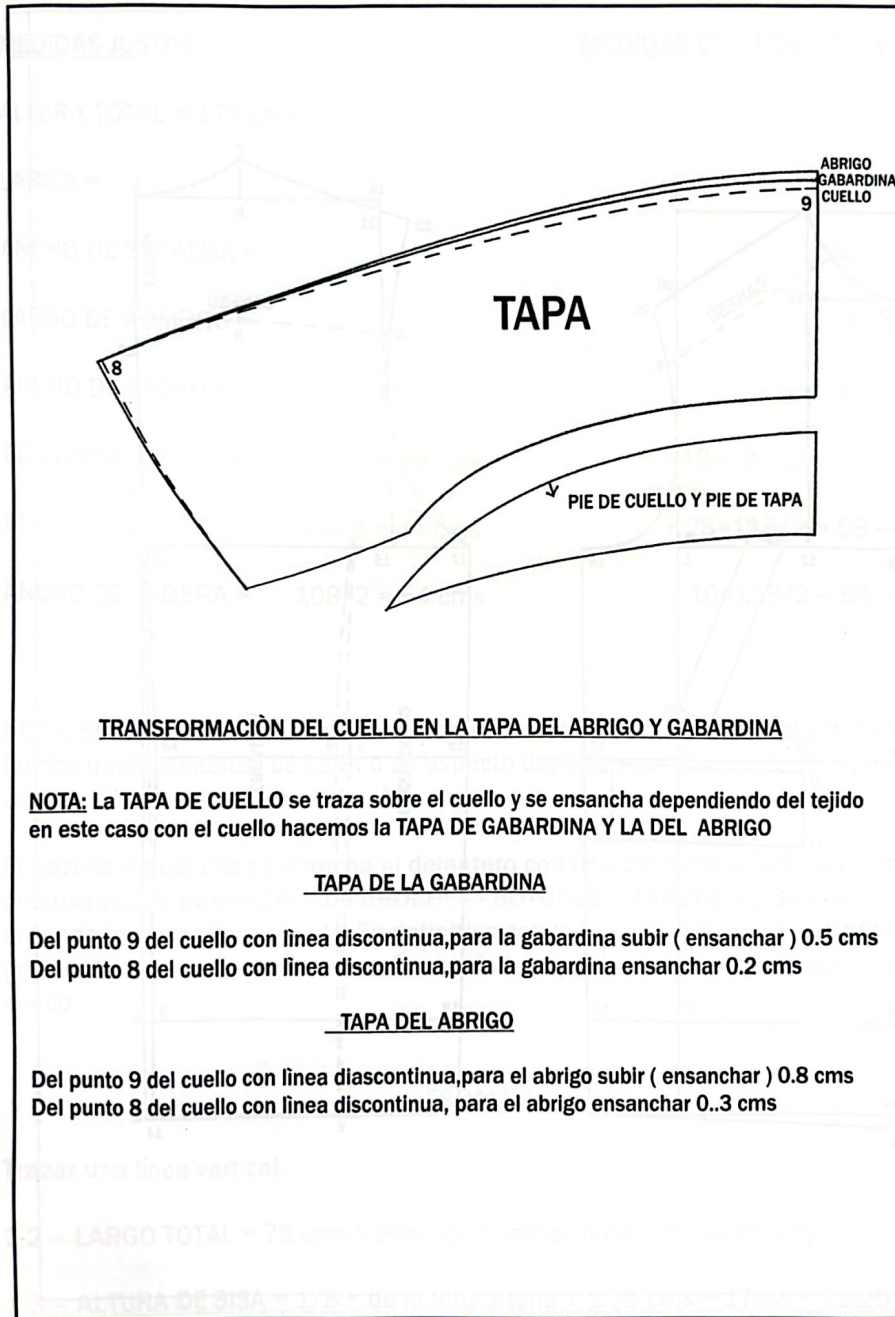 ABRIGO
GABARDINA
CUELLO
9
TAPA
8
PIE DE CUELLO Y PIE DE TAPA
TRANSFORMACIÒN DEL CUELLO EN LA TAPA DEL ABRIGO Y GABARDINA
NOTA: La TAPA DE CUELLO se traza sobre el cuello y se ensancha dependiendo del tejido
en este caso con el cuello hacemos la TAPA DE GABARDINA Y LA DEL ABRIGO
TAPA DE LA GABARDINA
Del punto 9 del cuello con lìnea discontinua,para la gabardina subir ( ensanchar ) 0.5 cms
Del punto 8 del cuello con lìnea discontinua,para la gabardina ensanchar 0.2 cms
TAPA DEL ABRIGO
Del punto 9 del cuello con lìnea diascontinua,para el abrigo subir ( ensanchar ) 0.8 cms
Del punto 8 del cuello con lìnea discontinua, para el abrigo ensanchar 0..3 cms